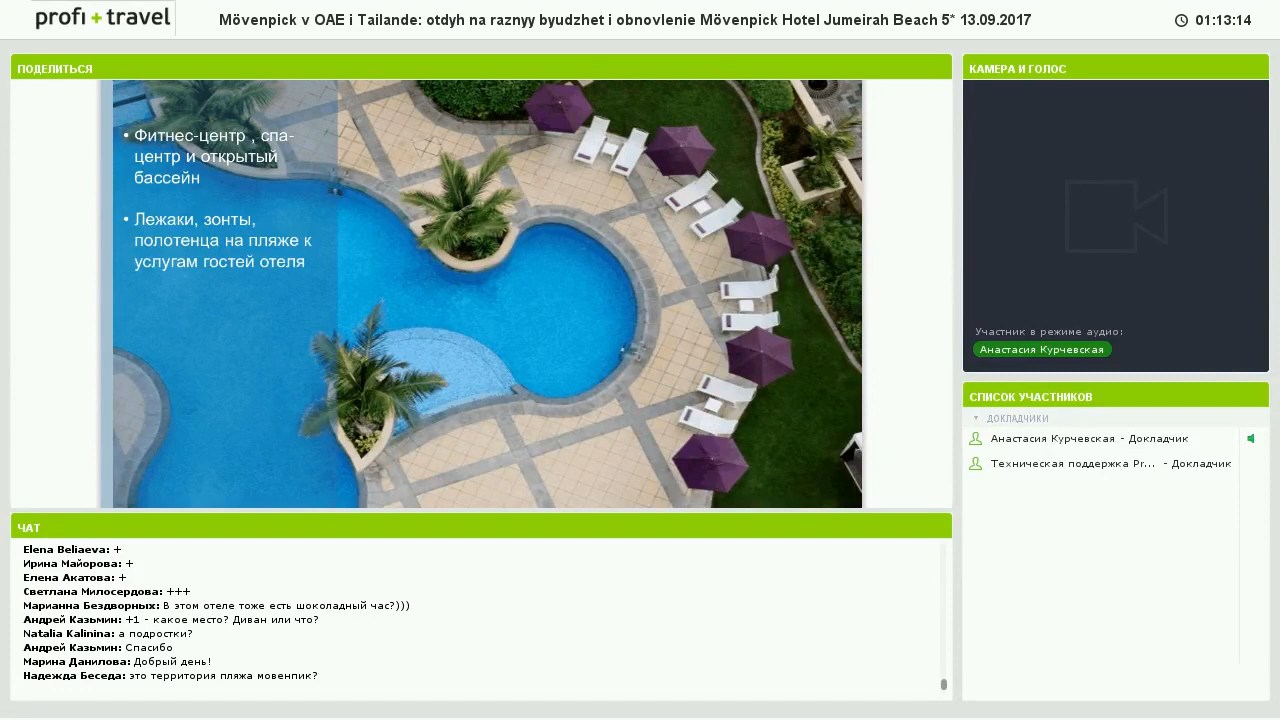 profi + travel
Mövenpick v OAE i Tailande: otdyh na raznyy byudzhet i obnovlenie Mövenpick Hotel Jumeirah Beach 5* 13.09.2017
01:13:14
ПОДЕЛИТЬСЯ
• Фитнес-центр , спа-
центр и открытый
бассейн
• Лежаки, зонты,
полотенца на пляже к
услугам гостей отеля
КАМЕРА И ГОЛОС
Участник в режиме аудио:
Анастасия Курчевская
СПИСОК УЧАСТНИКОВ
ДОКЛАДЧИКИ
Анастасия Курчевская - Докладчик
Техническая поддержка Pr... - Докладчик
ЧАТ
Elena Beliaeva: +
Ирина Майорова: +
Елена Акатова: +
Светлана Милосердова: +++
Марианна Бездворных: В этом отеле тоже есть шоколадный час?)))
Андрей Казьмин: +1 - какое место? Диван или что?
Natalia Kalinina: а подростки?
Андрей Казьмин: Спасибо
Марина Данилова: Добрый день!
Надежда Беседа: это территория пляжа мовенпик?